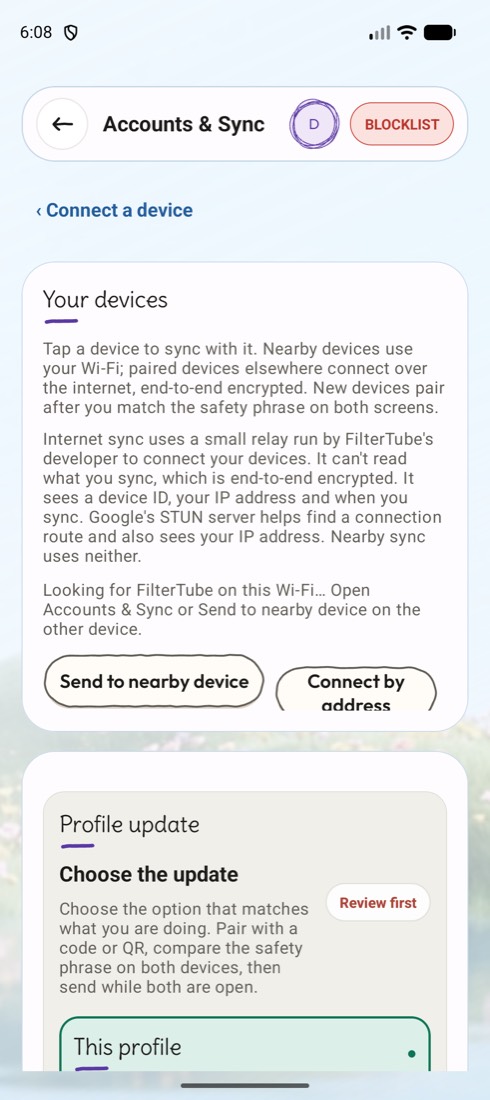 6:08
Accounts & Sync
D
BLOCKLIST
‹ Connect a device
Your devices
Tap a device to sync with it. Nearby devices use
your Wi-Fi; paired devices elsewhere connect over
the internet, end-to-end encrypted. New devices pair
after you match the safety phrase on both screens.
Internet sync uses a small relay run by FilterTube's
developer to connect your devices. It can't read
what you sync, which is end-to-end encrypted. It
sees a device ID, your IP address and when you
sync. Google's STUN server helps find a connection
route and also sees your IP address. Nearby sync
uses neither.
Looking for FilterTube on this Wi-Fi... Open
Accounts & Sync or Send to nearby device on the
other device.
Send to nearby device
Connect by
address
Profile update
Choose the update
Review first
Choose the option that matches
what you are doing. Pair with a
code or QR, compare the safety
phrase on both devices, then
send while both are open.
This profile